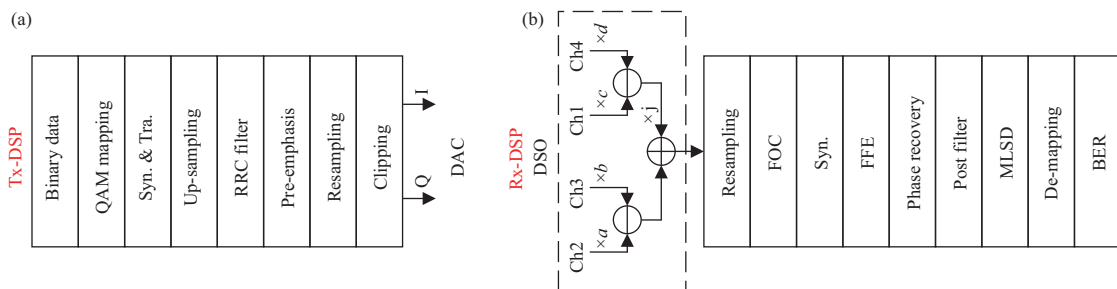 (a)
Tx-DSP
Binary data
QAM mapping
Syn. & Tra.
Up-sampling
RRC filter
Pre-emphasis
Resampling
Clipping
I
Q
DAC
(b)
Rx-DSP
DSO
Ch4
×d
Ch1
×c
×j
Ch3
×b
Ch2
×a
Resampling
FOC
Syn.
FFE
Phase recovery
Post filter
MLSD
De-mapping
BER